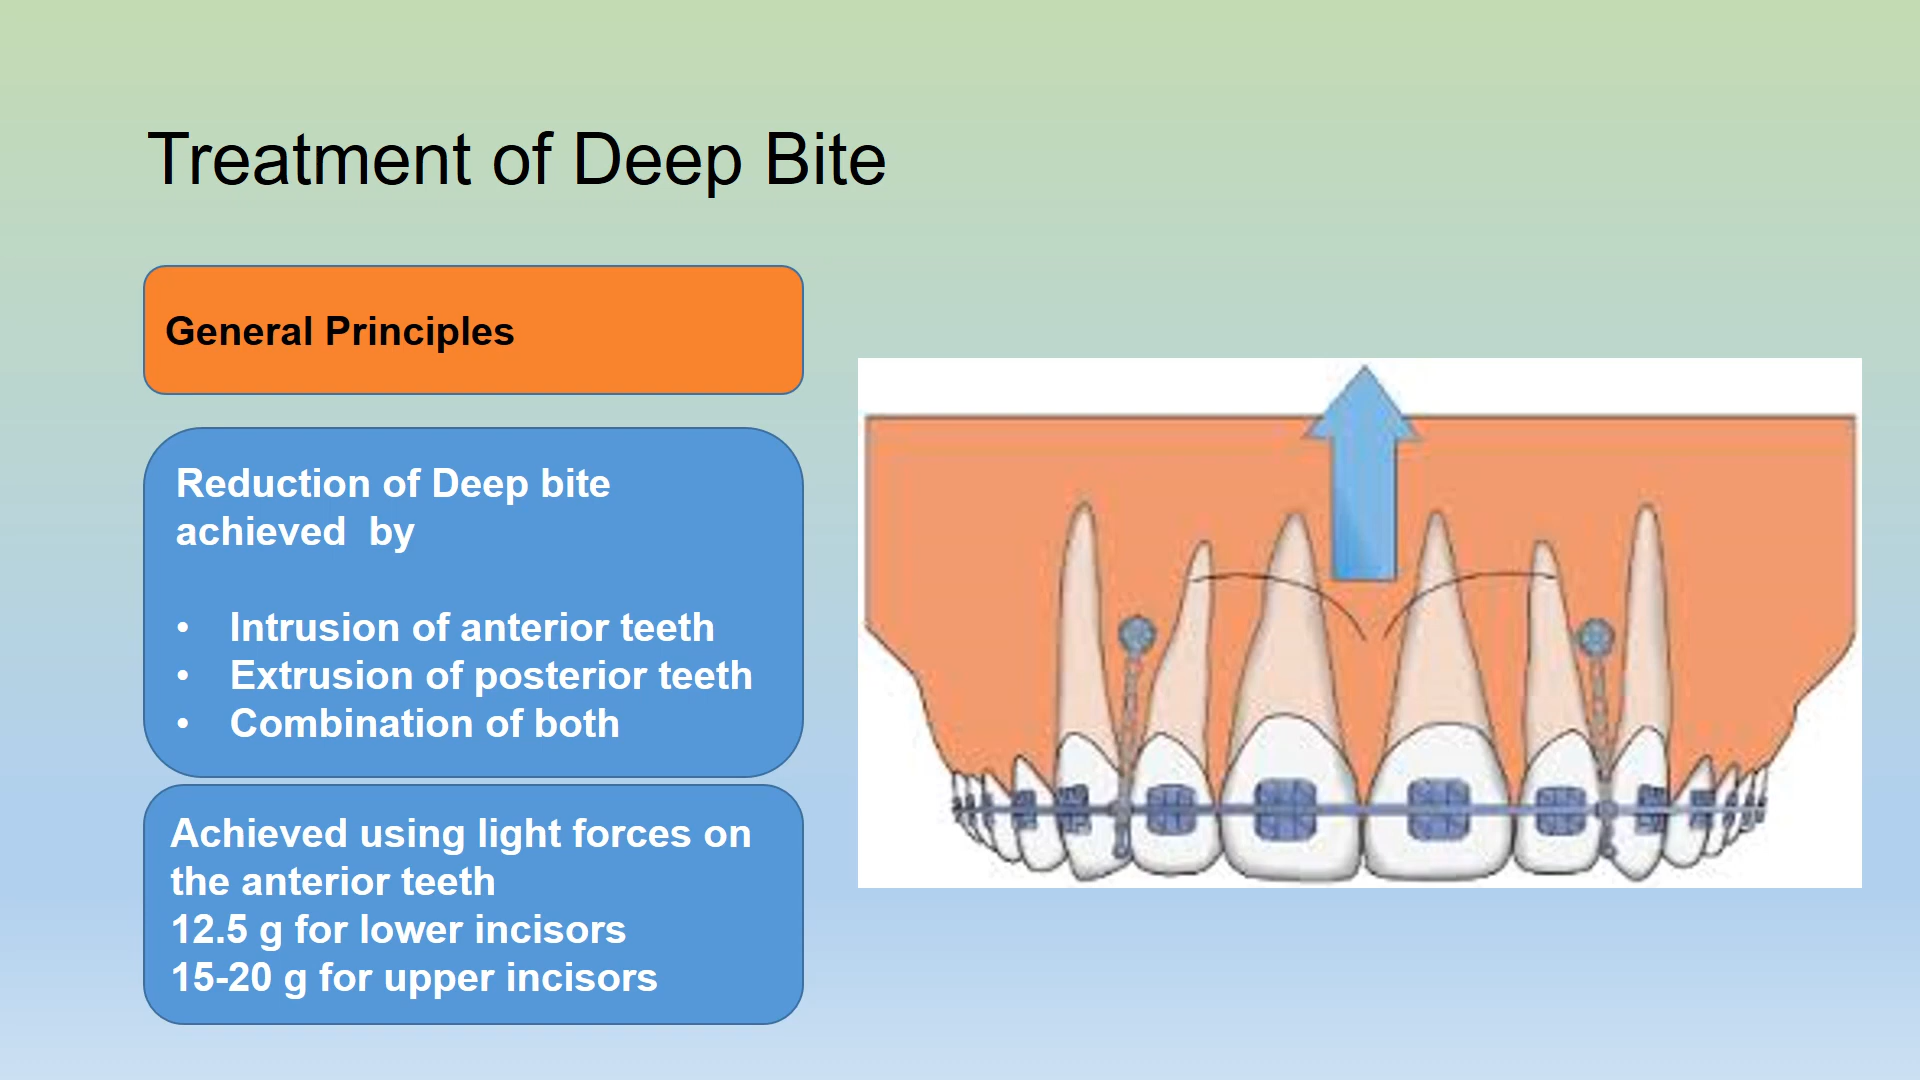 Treatment of Deep Bite
General Principles
Reduction of Deep bite
achieved  by
• Intrusion of anterior teeth
• Extrusion of posterior teeth
• Combination of both
Achieved using light forces on
the anterior teeth
12.5 g for lower incisors
15-20 g for upper incisors